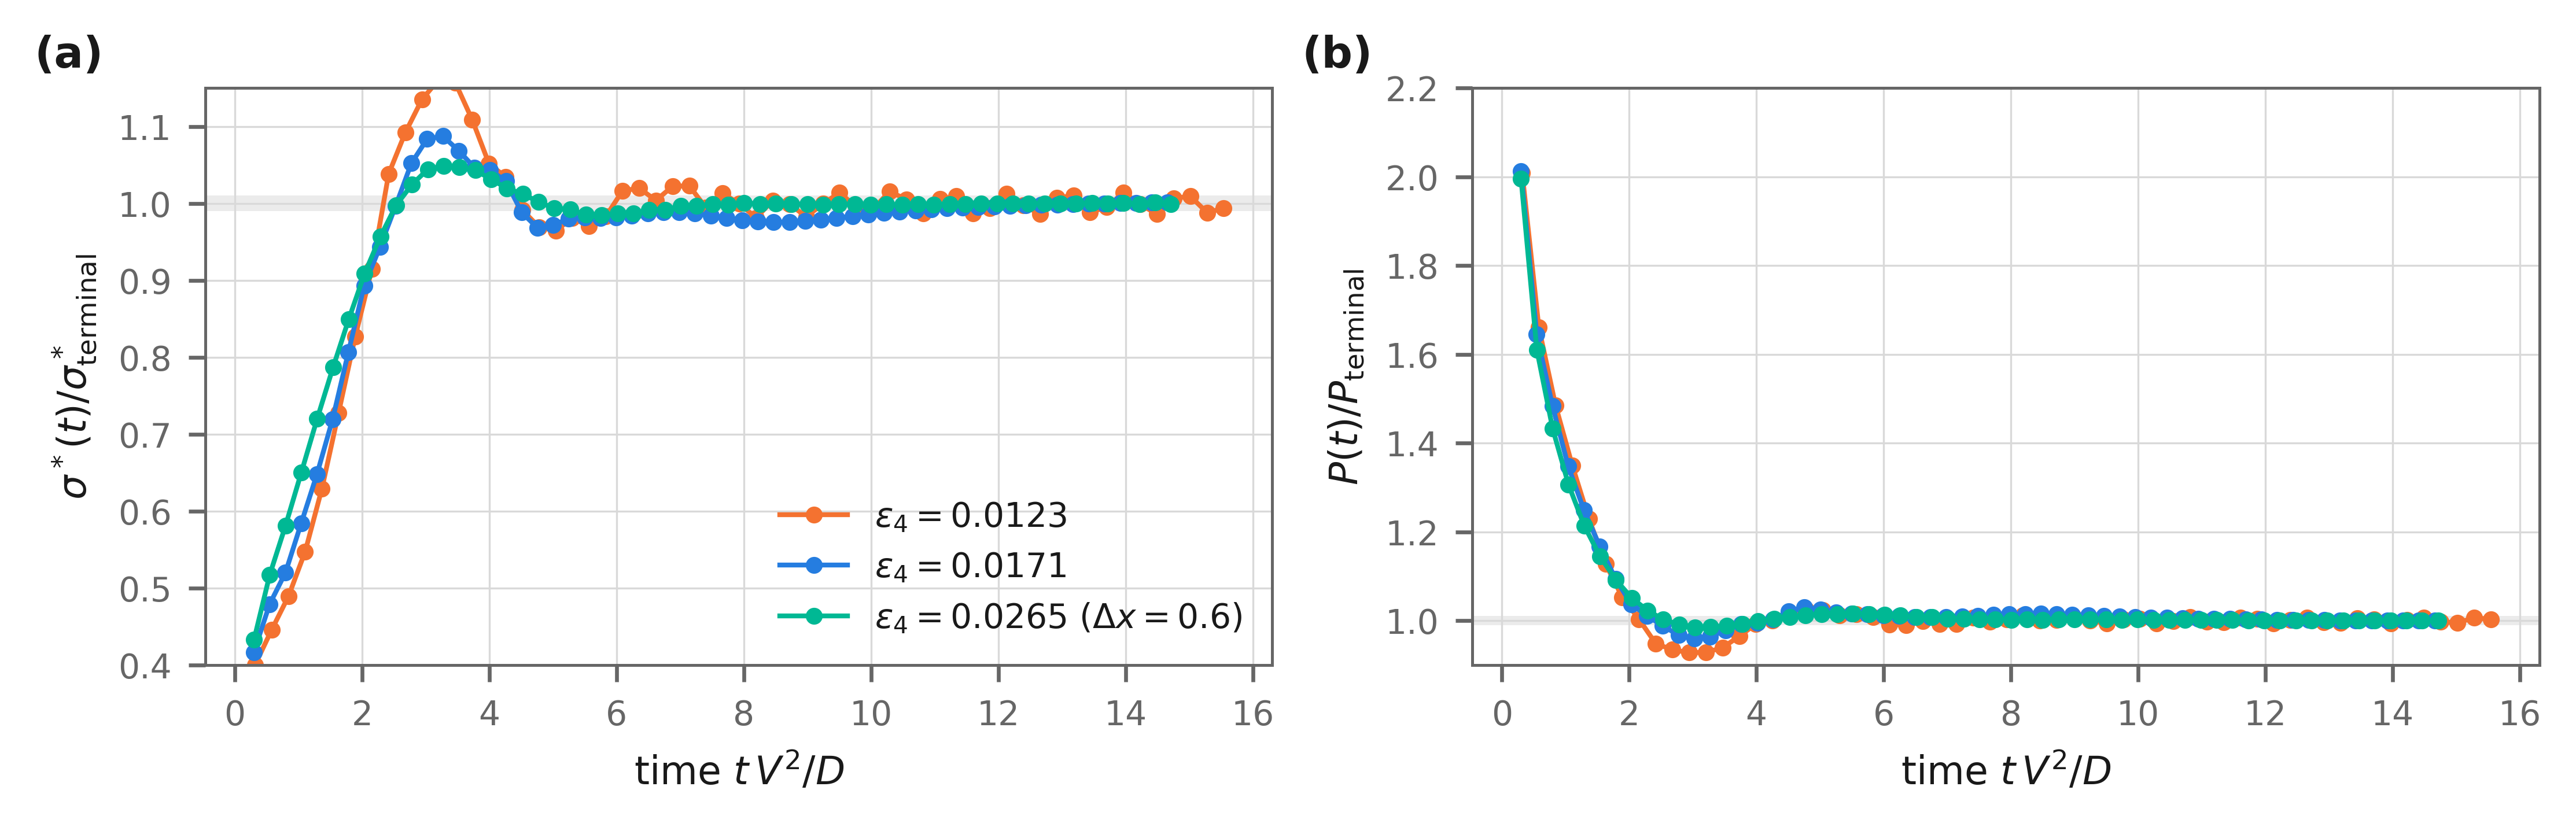 (a)
σ*(t)/σ*terminal
1.1
1.0
0.9
0.8
0.7
0.6
0.5
0.4
ε₄ = 0.0123
ε₄ = 0.0171
ε₄ = 0.0265 (Δx = 0.6)
0 2 4 6 8 10 12 14 16
time t V²/D
(b)
P(t)/Pterminal
2.2
2.0
1.8
1.6
1.4
1.2
1.0
0 2 4 6 8 10 12 14 16
time t V²/D